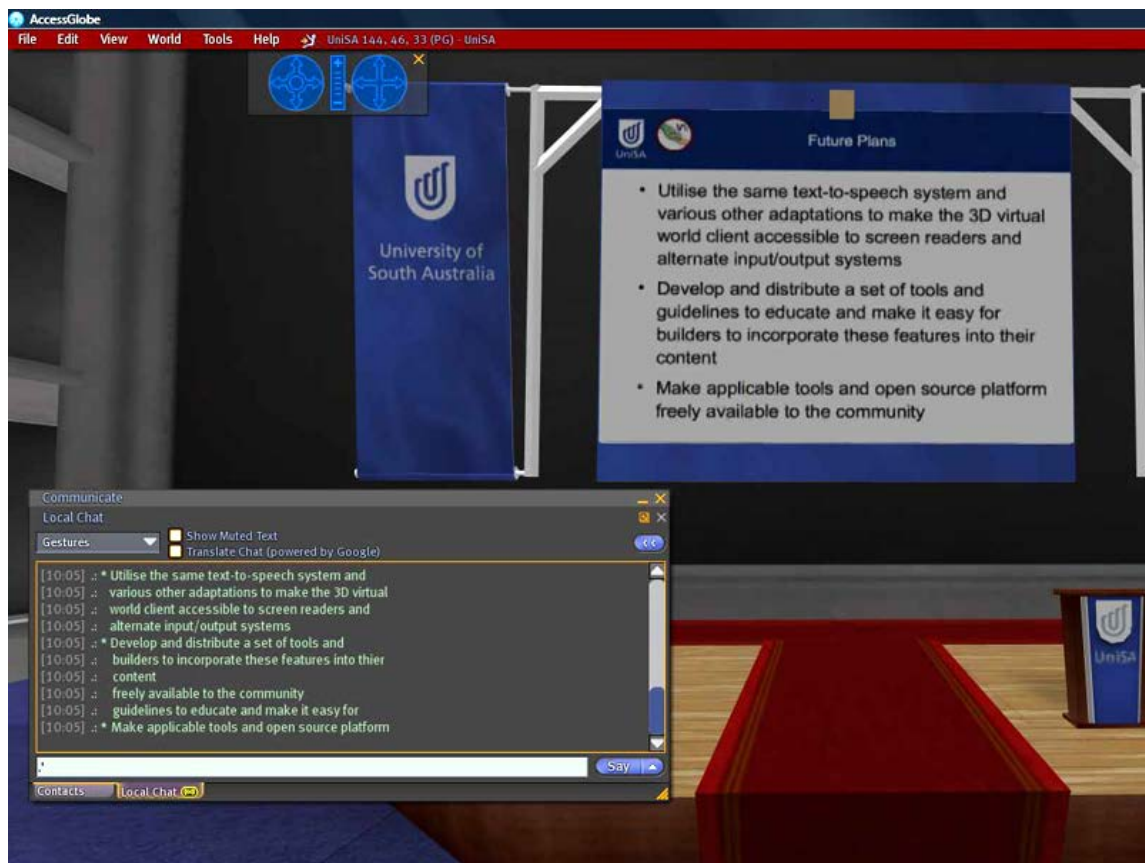 AccessGlobe
File Edit View World Tools Help UniSA 144, 46, 33 (PG) - UniSA
University of
South Australia
UniSA
Future Plans
• Utilise the same text-to-speech system and
various other adaptations to make the 3D virtual
world client accessible to screen readers and
alternate input/output systems
• Develop and distribute a set of tools and
guidelines to educate and make it easy for
builders to incorporate these features into their
content
• Make applicable tools and open source platform
freely available to the community
Communicate
Local Chat
Gestures
Show Muted Text
Translate Chat (powered by Google)
[10:05] .: * Utilise the same text-to-speech system and
[10:05] .: various other adaptations to make the 3D virtual
[10:05] .: world client accessible to screen readers and
[10:05] .: alternate input/output systems
[10:05] .: * Develop and distribute a set of tools and
[10:05] .: builders to incorporate these features into thier
[10:05] .: content
[10:05] .: freely available to the community
[10:05] .: guidelines to educate and make it easy for
[10:05] .: * Make applicable tools and open source platform
.'
Say
Contacts Local Chat
UniSA